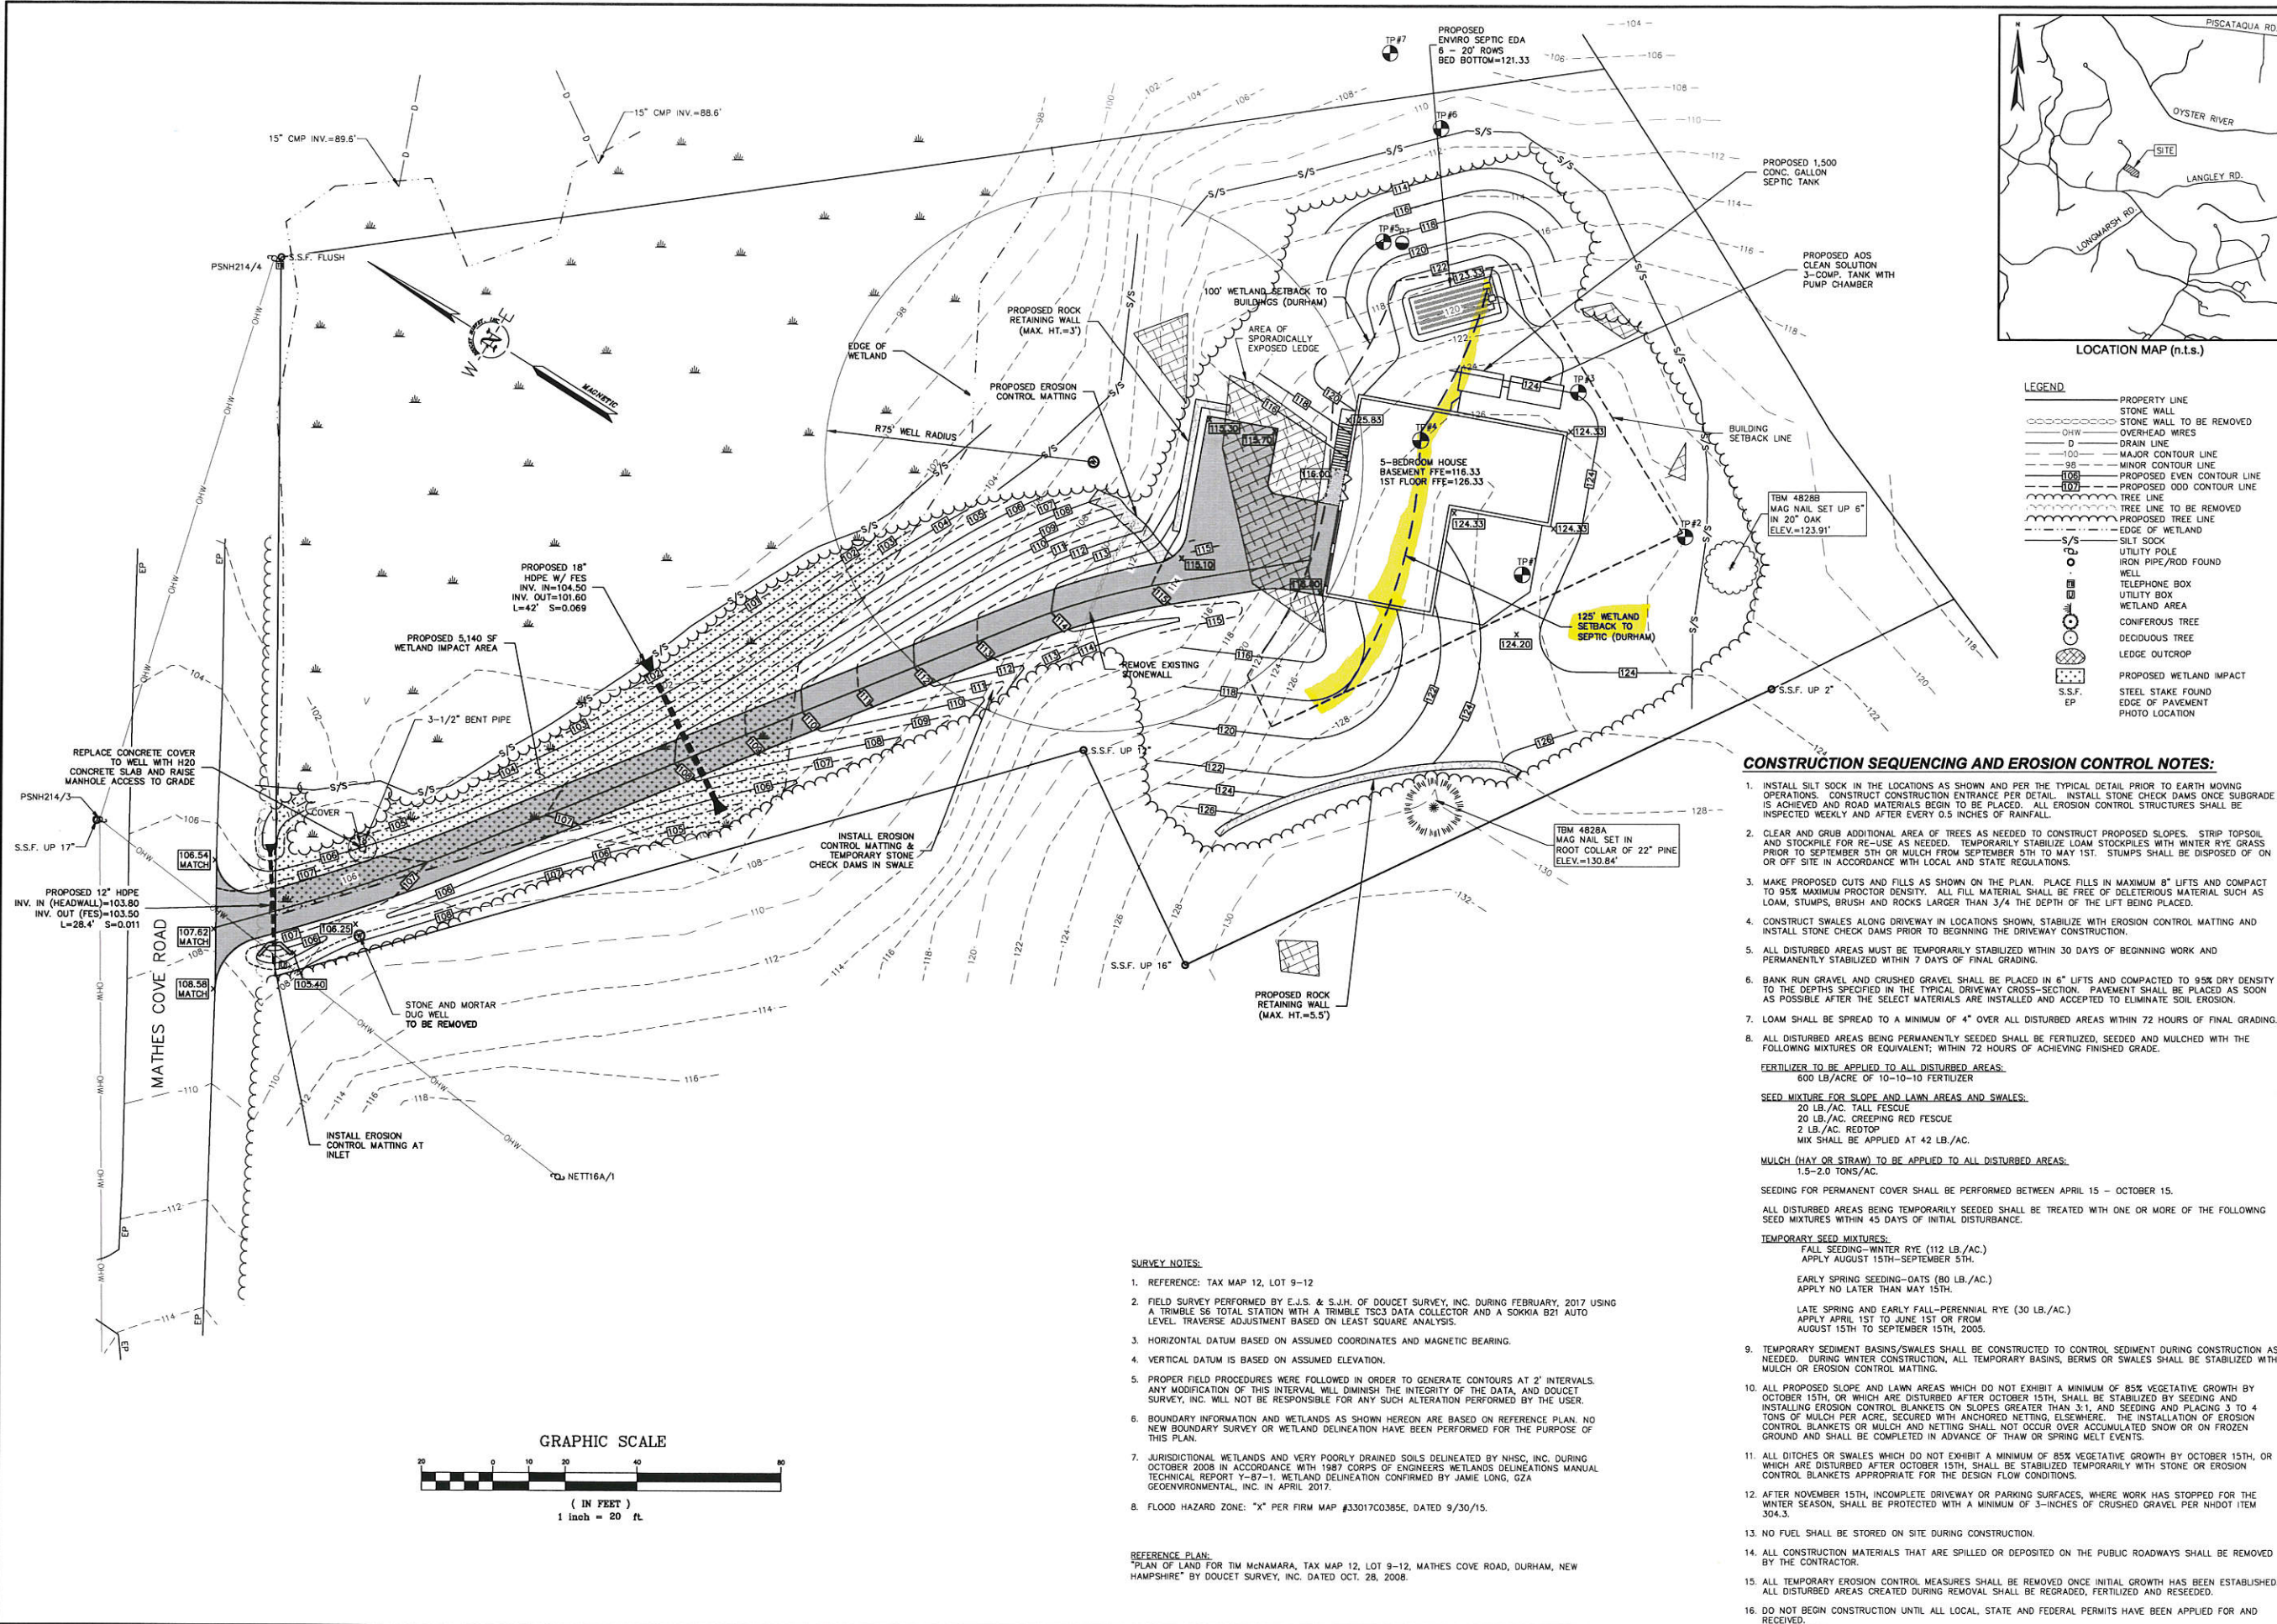 PROPOSED
ENVIRO SEPTIC EDA
6 - 20' ROWS
BED BOTTOM=121.33
TP#7
TP#6
15" CMP INV.=89.6'
15" CMP INV.=88.6'
PSNH214/4
S.S.F. FLUSH
MAGNETIC
PROPOSED 1,500
CONC. GALLON
SEPTIC TANK
PROPOSED AOS
CLEAN SOLUTION
3-COMP. TANK WITH
PUMP CHAMBER
100' WETLAND SETBACK TO
BUILDINGS (DURHAM)
PROPOSED ROCK
RETAINING WALL
(MAX. HT.=3')
AREA OF
SPORADICALLY
EXPOSED LEDGE
EDGE OF
WETLAND
PROPOSED EROSION
CONTROL MATTING
R75' WELL RADIUS
TP#3
TP#4
BUILDING
SETBACK LINE
5-BEDROOM HOUSE
BASEMENT FFE=116.33
1ST FLOOR FFE=126.33
TBM 4828B
MAG NAIL SET UP 6"
IN 20" OAK
ELEV.=123.91'
TP#2
TP#1
PROPOSED 18"
HDPE W/ FES
INV. IN=104.50
INV. OUT=101.60
L=42' S=0.069
PROPOSED 5,140 SF
WETLAND IMPACT AREA
125' WETLAND
SETBACK TO
SEPTIC (DURHAM)
REMOVE EXISTING
STONEWALL
3-1/2" BENT PIPE
S.S.F. UP 2"
S.S.F. UP 12"
REPLACE CONCRETE COVER
TO WELL WITH H20
CONCRETE SLAB AND RAISE
MANHOLE ACCESS TO GRADE
PSNH214/3
COVER
S.S.F. UP 17"
106.54
MATCH
PROPOSED 12" HDPE
INV. IN (HEADWALL)=103.80
INV. OUT (FES)=103.50
L=28.4' S=0.011
107.62
MATCH
108.58
MATCH
106.25
105.40
INSTALL EROSION
CONTROL MATTING &
TEMPORARY STONE
CHECK DAMS IN SWALE
TBM 4828A
MAG NAIL SET IN
ROOT COLLAR OF 22" PINE
ELEV.=130.84'
S.S.F. UP 16"
PROPOSED ROCK
RETAINING WALL
(MAX. HT.=5.5')
STONE AND MORTAR
DUG WELL
TO BE REMOVED
MATHES COVE ROAD
INSTALL EROSION
CONTROL MATTING AT
INLET
NETT16A/1
GRAPHIC SCALE
20 0 10 20 40 80
( IN FEET )
1 inch = 20 ft.
SURVEY NOTES:
1. REFERENCE: TAX MAP 12, LOT 9-12
2. FIELD SURVEY PERFORMED BY E.J.S. & S.J.H. OF DOUCET SURVEY, INC. DURING FEBRUARY, 2017 USING
A TRIMBLE S6 TOTAL STATION WITH A TRIMBLE TSC3 DATA COLLECTOR AND A SOKKIA B21 AUTO
LEVEL. TRAVERSE ADJUSTMENT BASED ON LEAST SQUARE ANALYSIS.
3. HORIZONTAL DATUM BASED ON ASSUMED COORDINATES AND MAGNETIC BEARING.
4. VERTICAL DATUM IS BASED ON ASSUMED ELEVATION.
5. PROPER FIELD PROCEDURES WERE FOLLOWED IN ORDER TO GENERATE CONTOURS AT 2' INTERVALS.
ANY MODIFICATION OF THIS INTERVAL WILL DIMINISH THE INTEGRITY OF THE DATA, AND DOUCET
SURVEY, INC. WILL NOT BE RESPONSIBLE FOR ANY SUCH ALTERATION PERFORMED BY THE USER.
6. BOUNDARY INFORMATION AND WETLANDS AS SHOWN HEREON ARE BASED ON REFERENCE PLAN. NO
NEW BOUNDARY SURVEY OR WETLAND DELINEATION HAVE BEEN PERFORMED FOR THE PURPOSE OF
THIS PLAN.
7. JURISDICTIONAL WETLANDS AND VERY POORLY DRAINED SOILS DELINEATED BY NHSC, INC. DURING
OCTOBER 2008 IN ACCORDANCE WITH 1987 CORPS OF ENGINEERS WETLANDS DELINEATIONS MANUAL
TECHNICAL REPORT Y-87-1. WETLAND DELINEATION CONFIRMED BY JAMIE LONG, GZA
GEOENVIRONMENTAL, INC. IN APRIL 2017.
8. FLOOD HAZARD ZONE: "X" PER FIRM MAP #33017C0385E, DATED 9/30/15.
REFERENCE PLAN:
"PLAN OF LAND FOR TIM McNAMARA, TAX MAP 12, LOT 9-12, MATHES COVE ROAD, DURHAM, NEW
HAMPSHIRE" BY DOUCET SURVEY, INC. DATED OCT. 28, 2008.
PISCATAQUA RD.
OYSTER RIVER
SITE
LANGLEY RD.
LONGMARSH RD.
LOCATION MAP (n.t.s.)
LEGEND
PROPERTY LINE
STONE WALL
STONE WALL TO BE REMOVED
OHW OVERHEAD WIRES
D DRAIN LINE
100 MAJOR CONTOUR LINE
98 MINOR CONTOUR LINE
106 PROPOSED EVEN CONTOUR LINE
107 PROPOSED ODD CONTOUR LINE
TREE LINE
TREE LINE TO BE REMOVED
PROPOSED TREE LINE
EDGE OF WETLAND
S/S SILT SOCK
UTILITY POLE
IRON PIPE/ROD FOUND
WELL
TELEPHONE BOX
UTILITY BOX
WETLAND AREA
CONIFEROUS TREE
DECIDUOUS TREE
LEDGE OUTCROP
PROPOSED WETLAND IMPACT
S.S.F. STEEL STAKE FOUND
EP EDGE OF PAVEMENT
PHOTO LOCATION
CONSTRUCTION SEQUENCING AND EROSION CONTROL NOTES:
1. INSTALL SILT SOCK IN THE LOCATIONS AS SHOWN AND PER THE TYPICAL DETAIL PRIOR TO EARTH MOVING
OPERATIONS. CONSTRUCT CONSTRUCTION ENTRANCE PER DETAIL. INSTALL STONE CHECK DAMS ONCE SUBGRADE
IS ACHIEVED AND ROAD MATERIALS BEGIN TO BE PLACED. ALL EROSION CONTROL STRUCTURES SHALL BE
INSPECTED WEEKLY AND AFTER EVERY 0.5 INCHES OF RAINFALL.
2. CLEAR AND GRUB ADDITIONAL AREA OF TREES AS NEEDED TO CONSTRUCT PROPOSED SLOPES. STRIP TOPSOIL
AND STOCKPILE FOR RE-USE AS NEEDED. TEMPORARILY STABILIZE LOAM STOCKPILES WITH WINTER RYE GRASS
PRIOR TO SEPTEMBER 5TH OR MULCH FROM SEPTEMBER 5TH TO MAY 1ST. STUMPS SHALL BE DISPOSED OF ON
OR OFF SITE IN ACCORDANCE WITH LOCAL AND STATE REGULATIONS.
3. MAKE PROPOSED CUTS AND FILLS AS SHOWN ON THE PLAN. PLACE FILLS IN MAXIMUM 8" LIFTS AND COMPACT
TO 95% MAXIMUM PROCTOR DENSITY. ALL FILL MATERIAL SHALL BE FREE OF DELETERIOUS MATERIAL SUCH AS
LOAM, STUMPS, BRUSH AND ROCKS LARGER THAN 3/4 THE DEPTH OF THE LIFT BEING PLACED.
4. CONSTRUCT SWALES ALONG DRIVEWAY IN LOCATIONS SHOWN, STABILIZE WITH EROSION CONTROL MATTING AND
INSTALL STONE CHECK DAMS PRIOR TO BEGINNING THE DRIVEWAY CONSTRUCTION.
5. ALL DISTURBED AREAS MUST BE TEMPORARILY STABILIZED WITHIN 30 DAYS OF BEGINNING WORK AND
PERMANENTLY STABILIZED WITHIN 7 DAYS OF FINAL GRADING.
6. BANK RUN GRAVEL AND CRUSHED GRAVEL SHALL BE PLACED IN 6" LIFTS AND COMPACTED TO 95% DRY DENSITY
TO THE DEPTHS SPECIFIED IN THE TYPICAL DRIVEWAY CROSS-SECTION. PAVEMENT SHALL BE PLACED AS SOON
AS POSSIBLE AFTER THE SELECT MATERIALS ARE INSTALLED AND ACCEPTED TO ELIMINATE SOIL EROSION.
7. LOAM SHALL BE SPREAD TO A MINIMUM OF 4" OVER ALL DISTURBED AREAS WITHIN 72 HOURS OF FINAL GRADING.
8. ALL DISTURBED AREAS BEING PERMANENTLY SEEDED SHALL BE FERTILIZED, SEEDED AND MULCHED WITH THE
FOLLOWING MIXTURES OR EQUIVALENT; WITHIN 72 HOURS OF ACHIEVING FINISHED GRADE.
FERTILIZER TO BE APPLIED TO ALL DISTURBED AREAS:
600 LB/ACRE OF 10-10-10 FERTILIZER
SEED MIXTURE FOR SLOPE AND LAWN AREAS AND SWALES:
20 LB./AC. TALL FESCUE
20 LB./AC. CREEPING RED FESCUE
2 LB./AC. REDTOP
MIX SHALL BE APPLIED AT 42 LB./AC.
MULCH (HAY OR STRAW) TO BE APPLIED TO ALL DISTURBED AREAS:
1.5-2.0 TONS/AC.
SEEDING FOR PERMANENT COVER SHALL BE PERFORMED BETWEEN APRIL 15 - OCTOBER 15.
ALL DISTURBED AREAS BEING TEMPORARILY SEEDED SHALL BE TREATED WITH ONE OR MORE OF THE FOLLOWING
SEED MIXTURES WITHIN 45 DAYS OF INITIAL DISTURBANCE.
TEMPORARY SEED MIXTURES:
FALL SEEDING-WINTER RYE (112 LB./AC.)
APPLY AUGUST 15TH-SEPTEMBER 5TH.
EARLY SPRING SEEDING-OATS (80 LB./AC.)
APPLY NO LATER THAN MAY 15TH.
LATE SPRING AND EARLY FALL-PERENNIAL RYE (30 LB./AC.)
APPLY APRIL 1ST TO JUNE 1ST OR FROM
AUGUST 15TH TO SEPTEMBER 15TH, 2005.
9. TEMPORARY SEDIMENT BASINS/SWALES SHALL BE CONSTRUCTED TO CONTROL SEDIMENT DURING CONSTRUCTION AS
NEEDED. DURING WINTER CONSTRUCTION, ALL TEMPORARY BASINS, BERMS OR SWALES SHALL BE STABILIZED WITH
MULCH OR EROSION CONTROL MATTING.
10. ALL PROPOSED SLOPE AND LAWN AREAS WHICH DO NOT EXHIBIT A MINIMUM OF 85% VEGETATIVE GROWTH BY
OCTOBER 15TH, OR WHICH ARE DISTURBED AFTER OCTOBER 15TH, SHALL BE STABILIZED BY SEEDING AND
INSTALLING EROSION CONTROL BLANKETS ON SLOPES GREATER THAN 3:1, AND SEEDING AND PLACING 3 TO 4
TONS OF MULCH PER ACRE, SECURED WITH ANCHORED NETTING, ELSEWHERE. THE INSTALLATION OF EROSION
CONTROL BLANKETS OR MULCH AND NETTING SHALL NOT OCCUR OVER ACCUMULATED SNOW OR ON FROZEN
GROUND AND SHALL BE COMPLETED IN ADVANCE OF THAW OR SPRING MELT EVENTS.
11. ALL DITCHES OR SWALES WHICH DO NOT EXHIBIT A MINIMUM OF 85% VEGETATIVE GROWTH BY OCTOBER 15TH, OR
WHICH ARE DISTURBED AFTER OCTOBER 15TH, SHALL BE STABILIZED TEMPORARILY WITH STONE OR EROSION
CONTROL BLANKETS APPROPRIATE FOR THE DESIGN FLOW CONDITIONS.
12. AFTER NOVEMBER 15TH, INCOMPLETE DRIVEWAY OR PARKING SURFACES, WHERE WORK HAS STOPPED FOR THE
WINTER SEASON, SHALL BE PROTECTED WITH A MINIMUM OF 3-INCHES OF CRUSHED GRAVEL PER NHDOT ITEM
304.3.
13. NO FUEL SHALL BE STORED ON SITE DURING CONSTRUCTION.
14. ALL CONSTRUCTION MATERIALS THAT ARE SPILLED OR DEPOSITED ON THE PUBLIC ROADWAYS SHALL BE REMOVED
BY THE CONTRACTOR.
15. ALL TEMPORARY EROSION CONTROL MEASURES SHALL BE REMOVED ONCE INITIAL GROWTH HAS BEEN ESTABLISHED.
ALL DISTURBED AREAS CREATED DURING REMOVAL SHALL BE REGRADED, FERTILIZED AND RESEEDED.
16. DO NOT BEGIN CONSTRUCTION UNTIL ALL LOCAL, STATE AND FEDERAL PERMITS HAVE BEEN APPLIED FOR AND
RECEIVED.